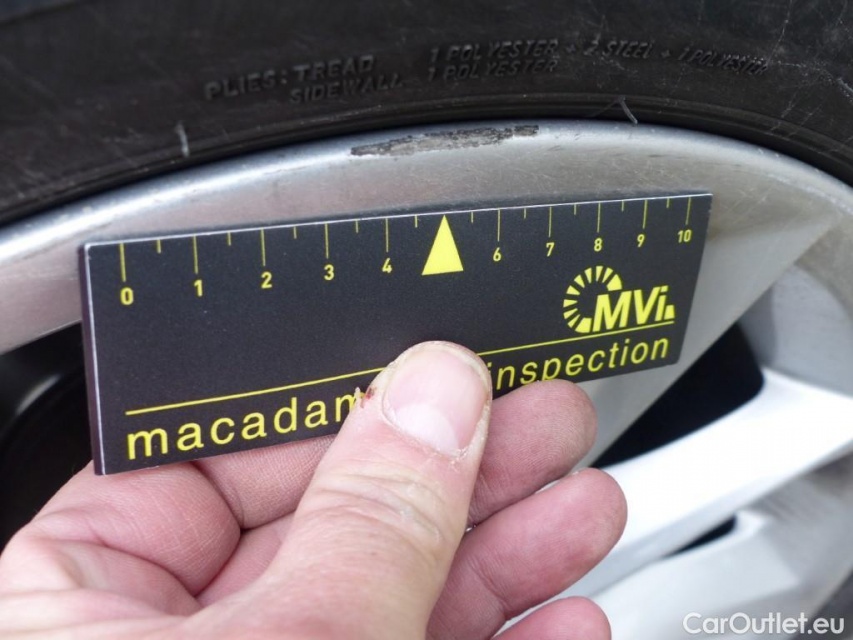 PLIES: TREAD 1 POLYESTER + 2 STEEL + 1 POLYESTER
SIDEWALL 1 POLYESTER
0 1 2 3 4 6 7 8 9 10
MVi
macadam inspection
CarOutlet.eu